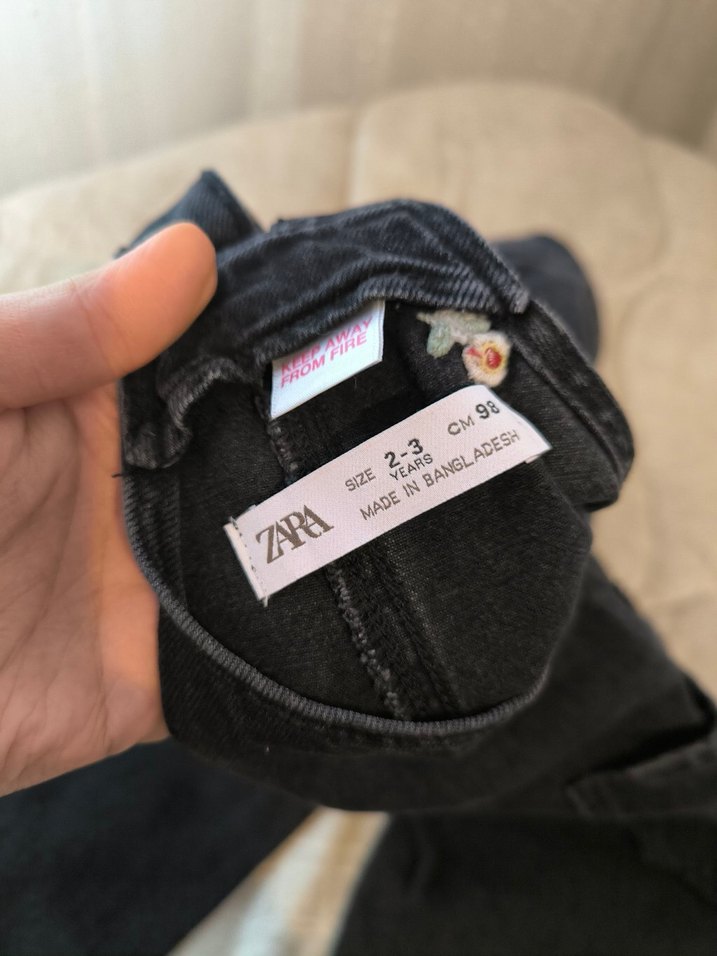 KEEP AWAY
FROM FIRE
ZARA
SIZE 2-3 YEARS CM 98
MADE IN BANGLADESH